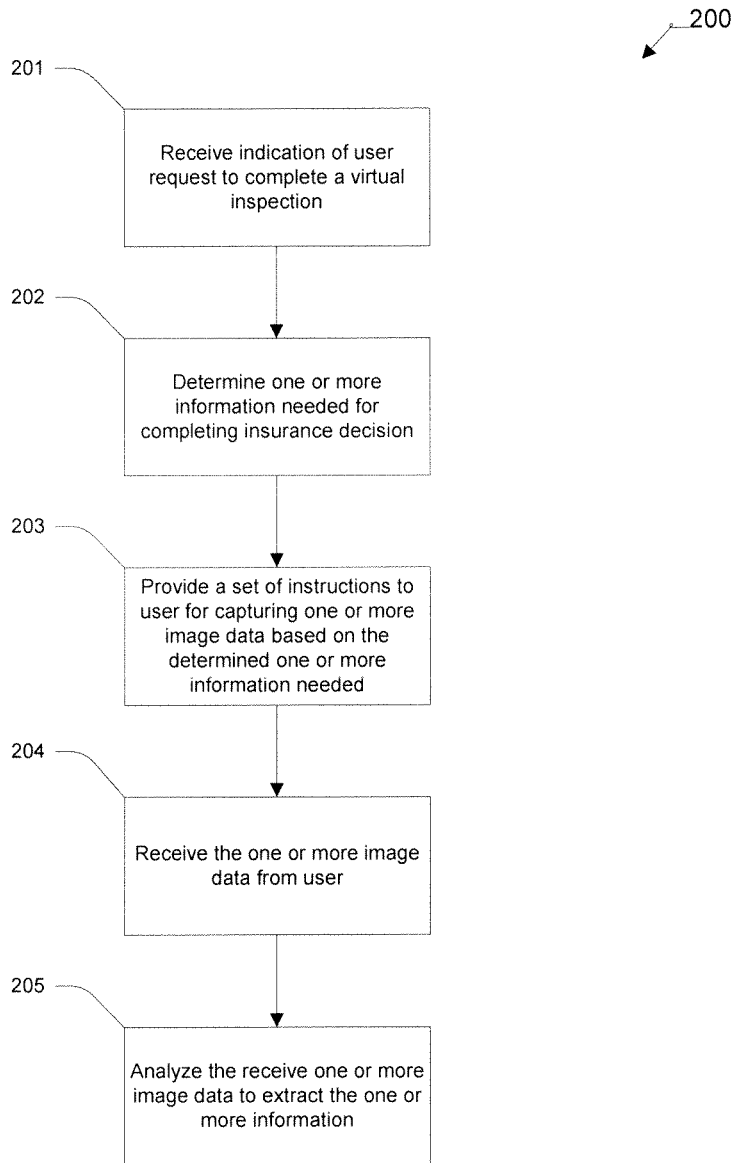 200
201
Receive indication of user
request to complete a virtual
inspection
202
Determine one or more
information needed for
completing insurance decision
203
Provide a set of instructions to
user for capturing one or more
image data based on the
determined one or more
information needed
204
Receive the one or more image
data from user
205
Analyze the receive one or more
image data to extract the one or
more information